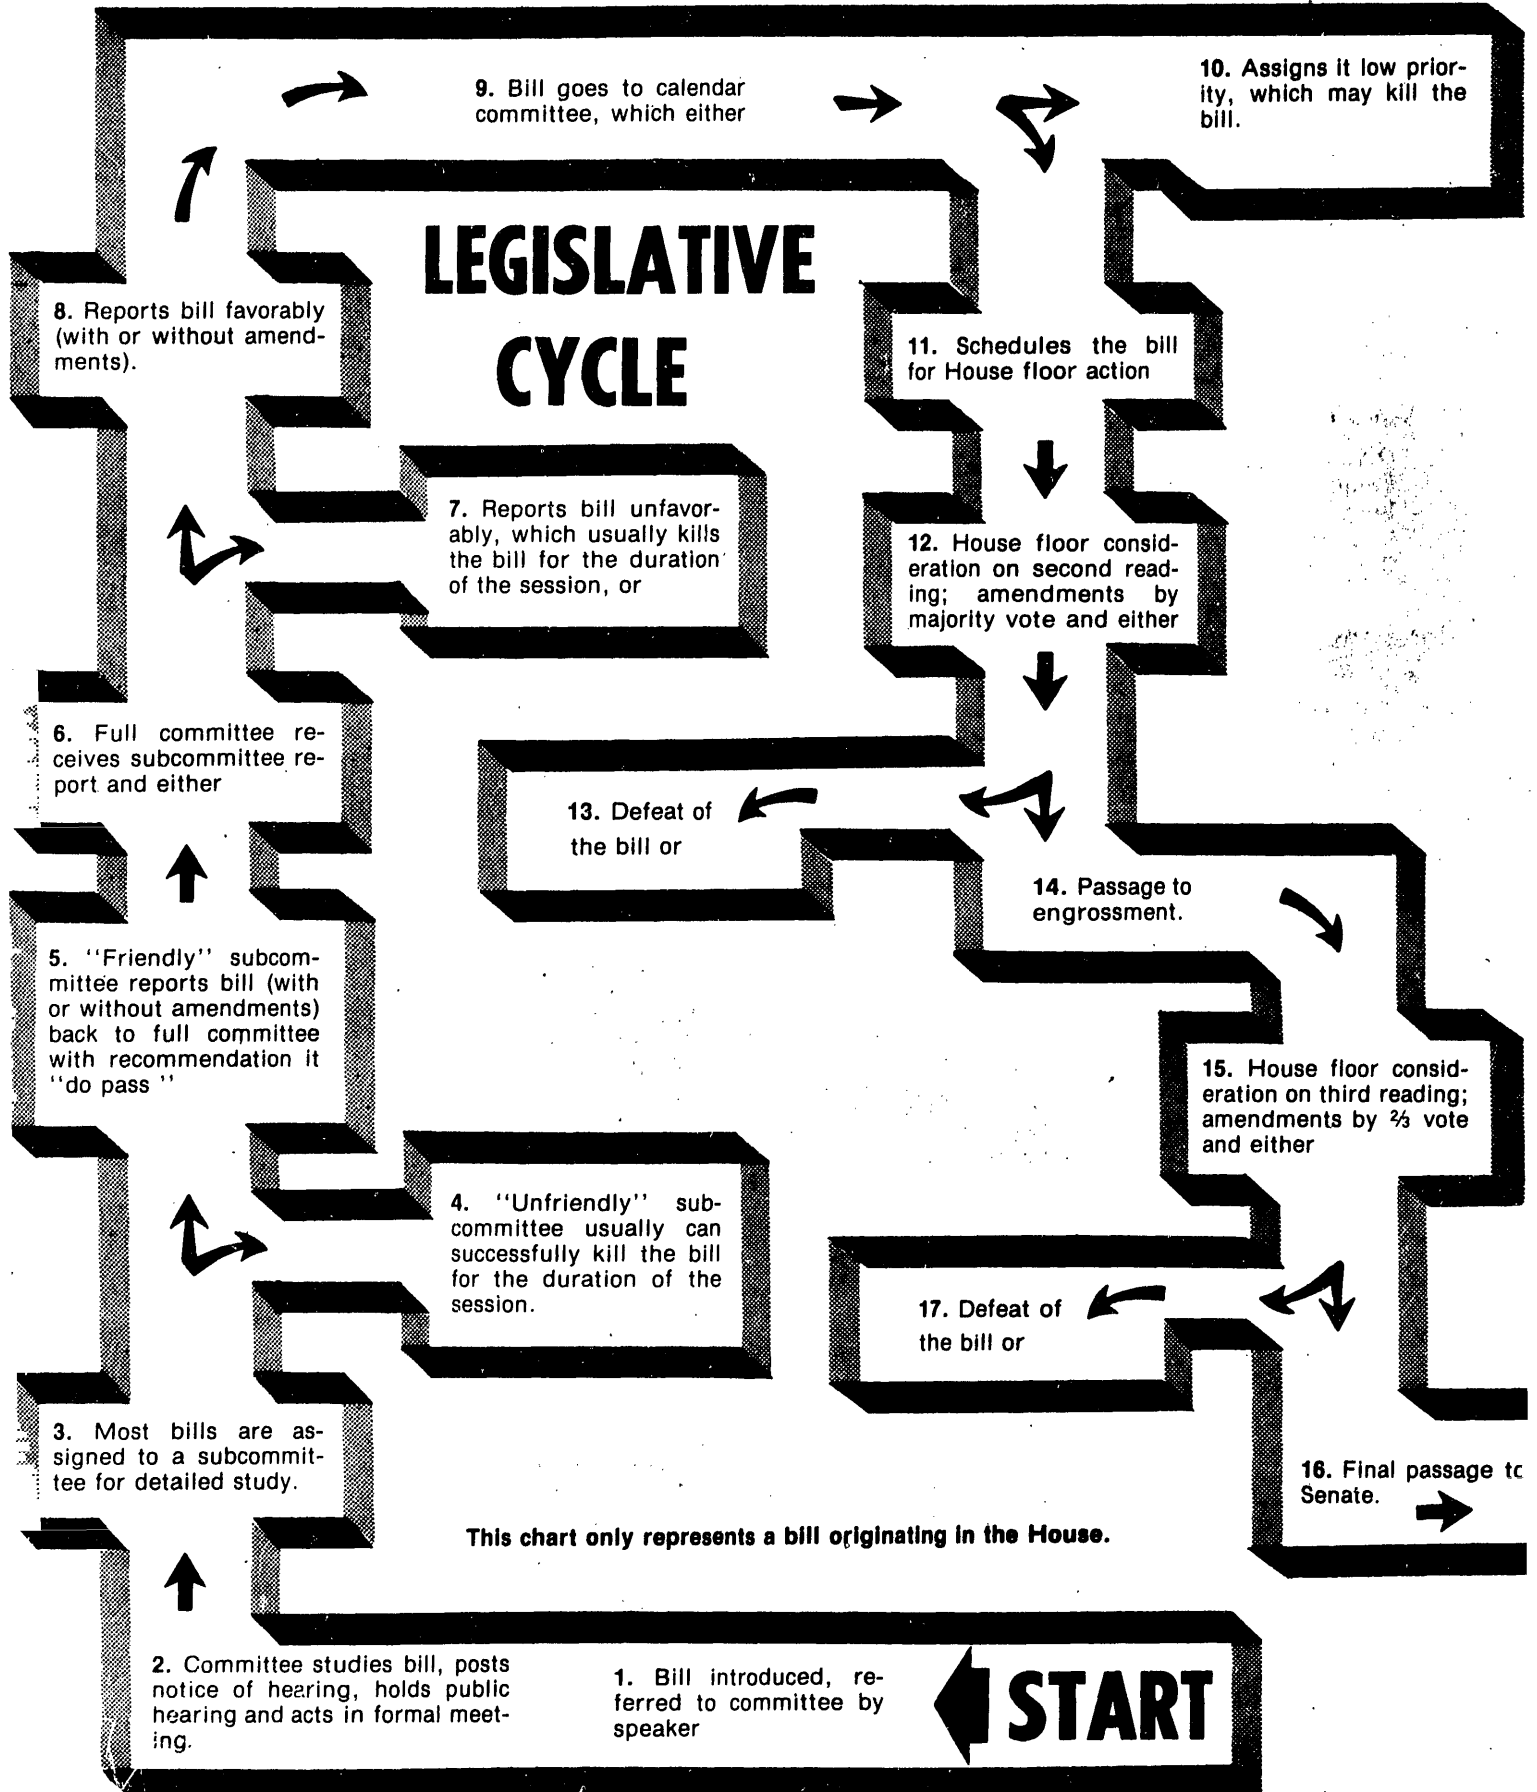 9. Bill goes to calendar
committee, which either
10. Assigns it low prior-
ity, which may kill the
bill.
LEGISLATIVE
CYCLE
8. Reports bill favorably
(with or without amend-
ments).
11. Schedules the bill
for House floor action
7. Reports bill unfavor-
ably, which usually kills
the bill for the duration
of the session, or
12. House floor consid-
eration on second read-
ing; amendments by
majority vote and either
6. Full committee re-
ceives subcommittee re-
port and either
13. Defeat of
the bill or
14. Passage to
engrossment.
5. "Friendly" subcom-
mittee reports bill (with
or without amendments)
back to full committee
with recommendation it
"do pass "
15. House floor consid-
eration on third reading;
amendments by ⅔ vote
and either
4. "Unfriendly" sub-
committee usually can
successfully kill the bill
for the duration of the
session.
17. Defeat of
the bill or
3. Most bills are as-
signed to a subcommit-
tee for detailed study.
16. Final passage to
Senate.
This chart only represents a bill originating in the House.
2. Committee studies bill, posts
notice of hearing, holds public
hearing and acts in formal meet-
ing.
1. Bill introduced, re-
ferred to committee by
speaker
START